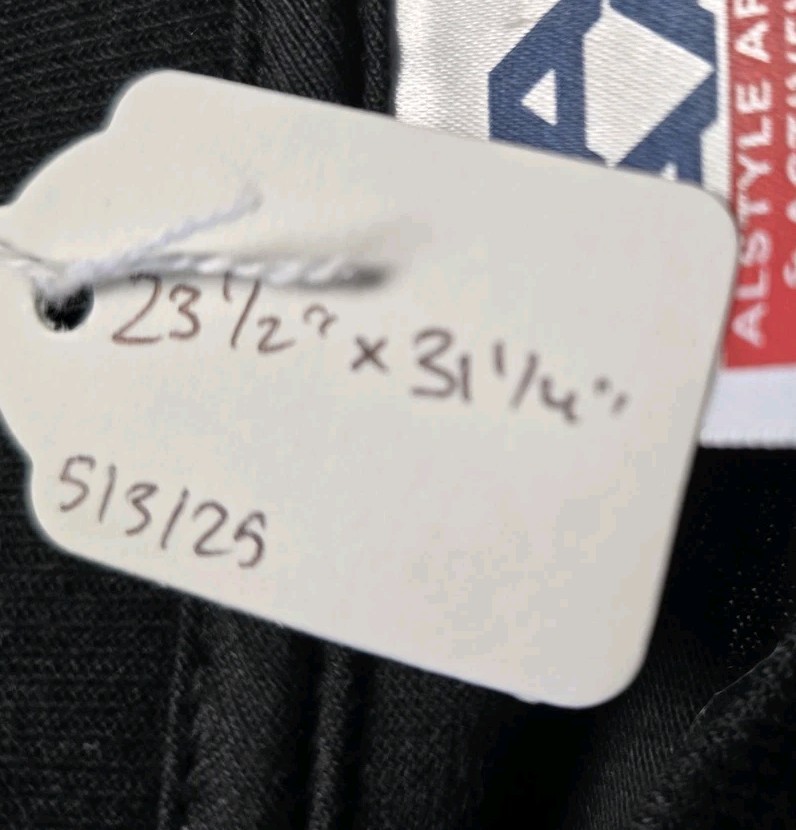 23 1/2" x 31 1/4"
5/3/25
ALSTYLE AP